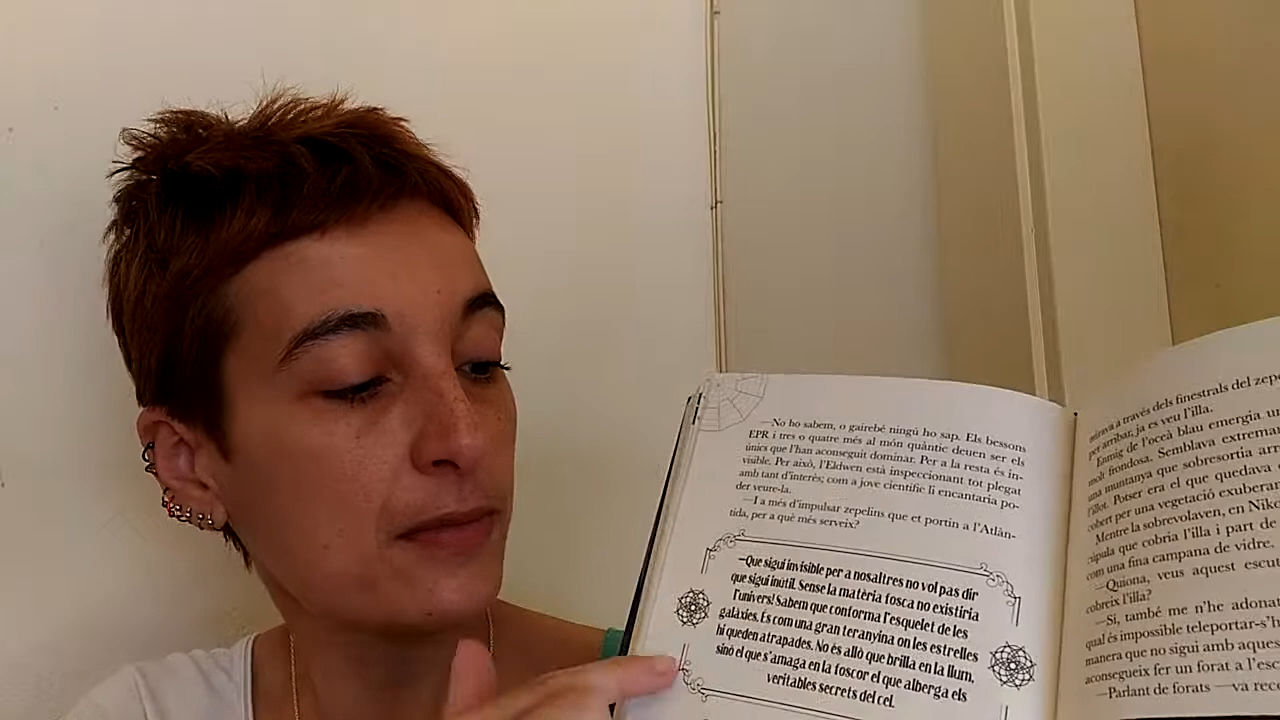 —No ho sabem, o gairebé ningú ho sap. Els bessons
EPR i tres o quatre més al món quàntic deuen ser els
únics que l'han aconseguit dominar. Per a la resta és in-
visible. Per això, l'Eldwen està inspeccionant tot plegat
amb tant d'interès; com a jove científic li encantaria po-
der veure-la.
—I a més d'impulsar zepelins que et portin a l'Atlàn-
tida, per a què més serveix?
—Que sigui invisible per a nosaltres no vol pas dir
que sigui inútil. Sense la matèria fosca no existiria
l'univers! Sabem que conforma l'esquelet de les
galàxies. És com una gran teranyina on les estrelles
hi queden atrapades. No és allò que brilla en la llum,
sinó el que s'amaga en la foscor el que alberga els
veritables secrets del cel.
mirava a través dels finestrals del zepe
per arribar, ja es veu l'illa.
Enmig de l'oceà blau emergia un
molt frondosa. Semblava extrema
una muntanya que sobresortia arr
l'illot. Potser era el que quedava
cobert per una vegetació exuberan
Mentre la sobrevolaven, en Niko
cúpula que cobria l'illa i part de
com una fina campana de vidre.
—Quiona, veus aquest escut
cobreix l'illa?
—Sí, també me n'he adonat
qual és impossible teleportar-s'h
manera que no sigui amb aques
aconsegueix fer un forat a l'esc
—Parlant de forats —va rec